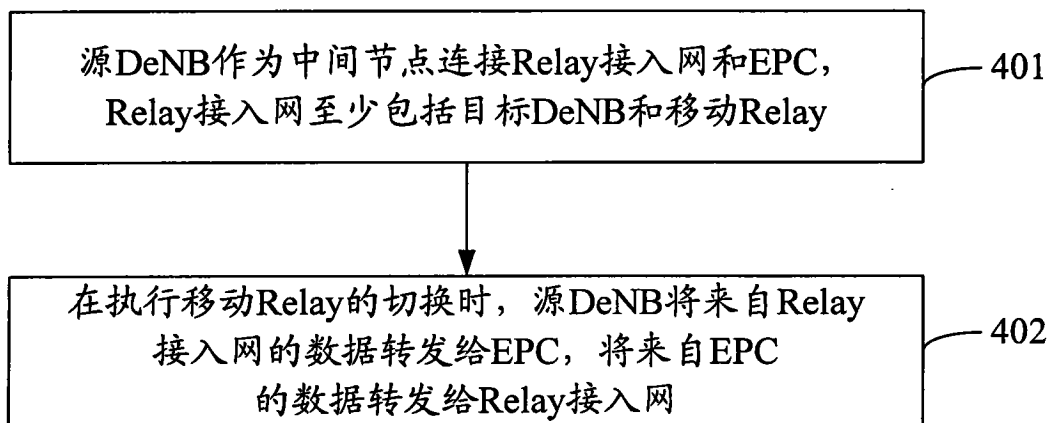 源DeNB作为中间节点连接Relay接入网和EPC，
Relay接入网至少包括目标DeNB和移动Relay
401
在执行移动Relay的切换时，源DeNB将来自Relay
接入网的数据转发给EPC，将来自EPC
的数据转发给Relay接入网
402